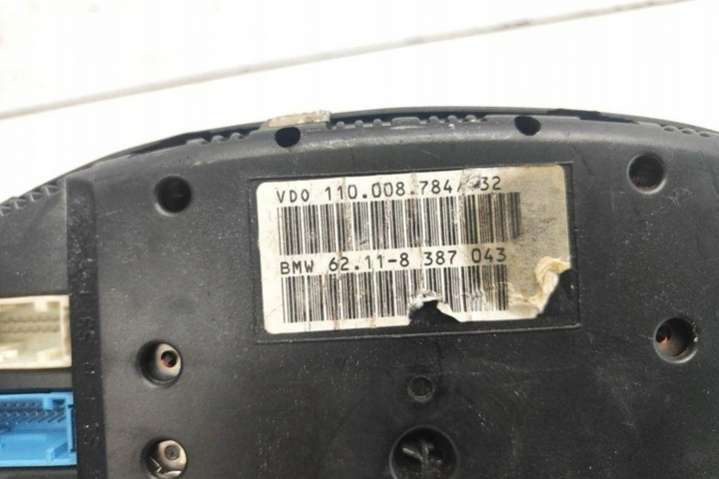 VDO 110.008.784/ 32
BMW 62.11-8 387 043